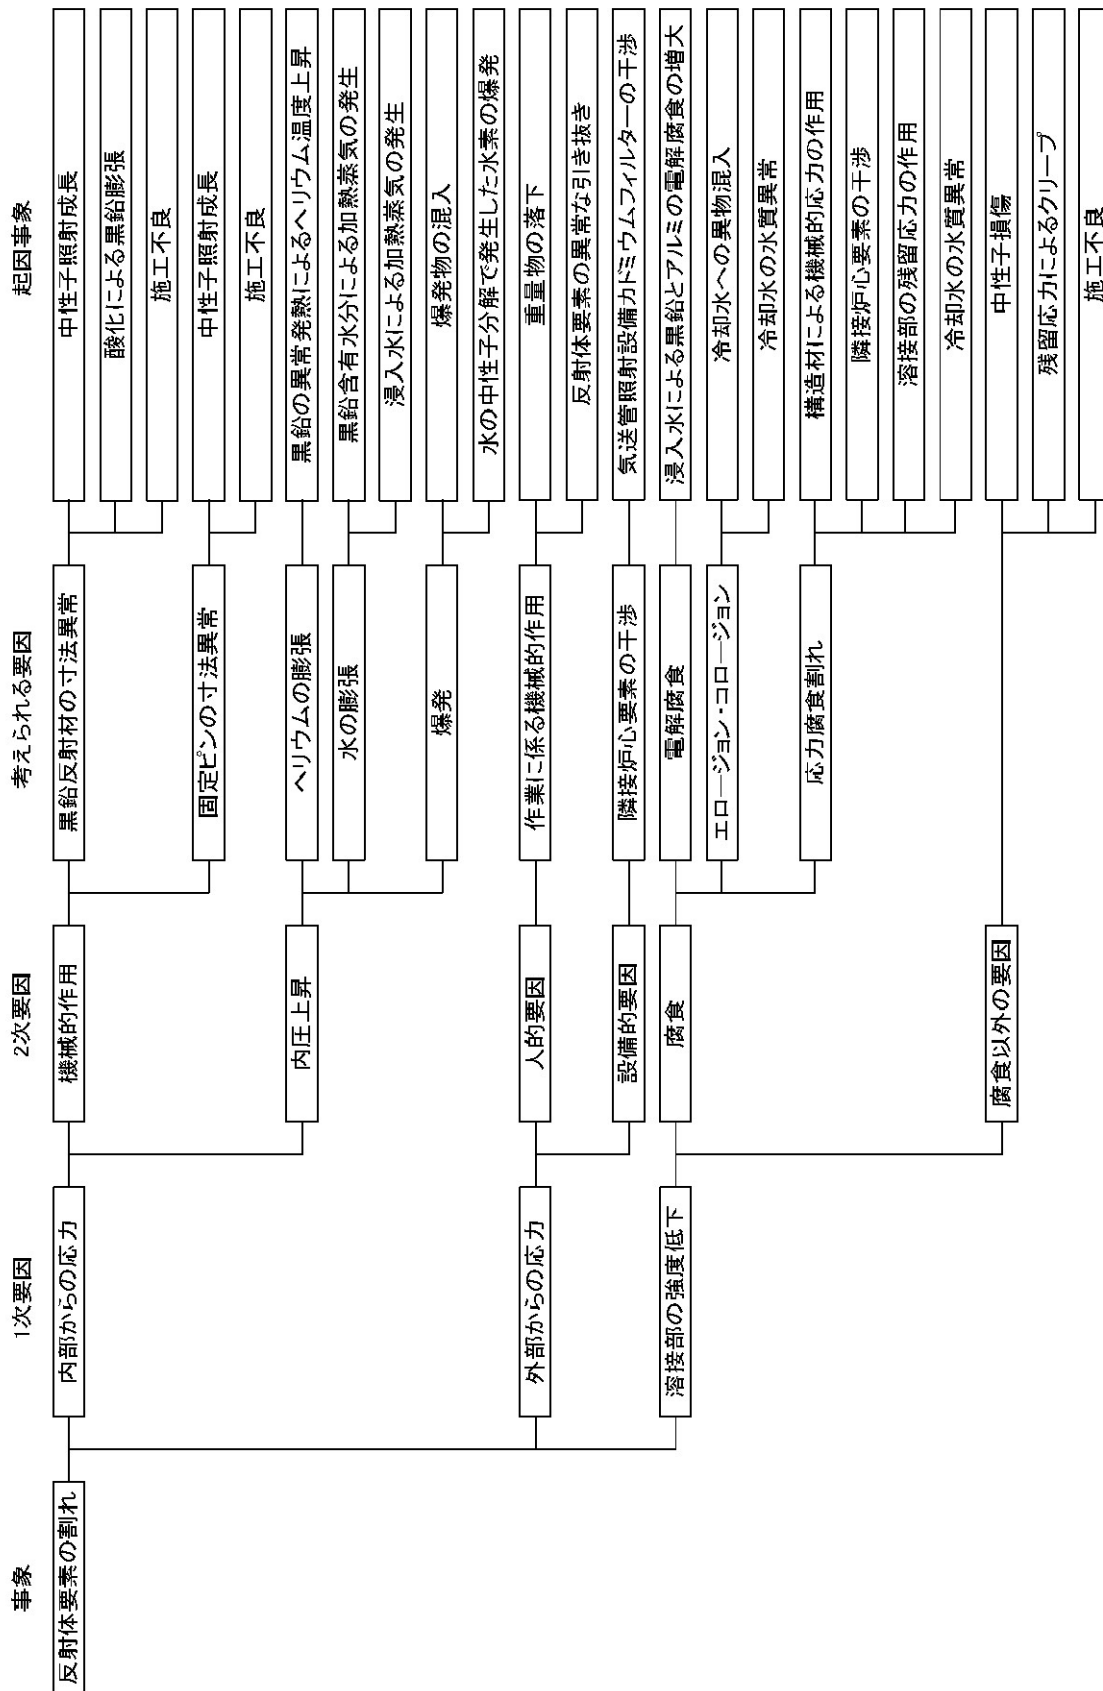 事象
1次要因
2次要因
考えられる要因
起因事象
反射体要素の割れ
内部からの応力
機械的作用
黒鉛反射材の寸法異常
中性子照射成長
酸化による黒鉛膨張
施工不良
固定ピンの寸法異常
中性子照射成長
施工不良
内圧上昇
ヘリウムの膨張
黒鉛の異常発熱によるヘリウム温度上昇
水の膨張
黒鉛含有水分による加熱蒸気の発生
浸入水による加熱蒸気の発生
爆発
爆発物の混入
水の中性子分解で発生した水素の爆発
外部からの応力
人的要因
作業に係る機械的作用
重量物の落下
反射体要素の異常な引き抜き
設備的要因
隣接炉心要素の干渉
気送管照射設備カドミウムフィルターの干渉
溶接部の強度低下
腐食
電解腐食
浸入水による黒鉛とアルミの電解腐食の増大
エロージョン・コロージョン
冷却水への異物混入
冷却水の水質異常
応力腐食割れ
構造材による機械的応力の作用
隣接炉心要素の干渉
溶接部の残留応力の作用
冷却水の水質異常
腐食以外の要因
中性子損傷
残留応力によるクリープ
施工不良